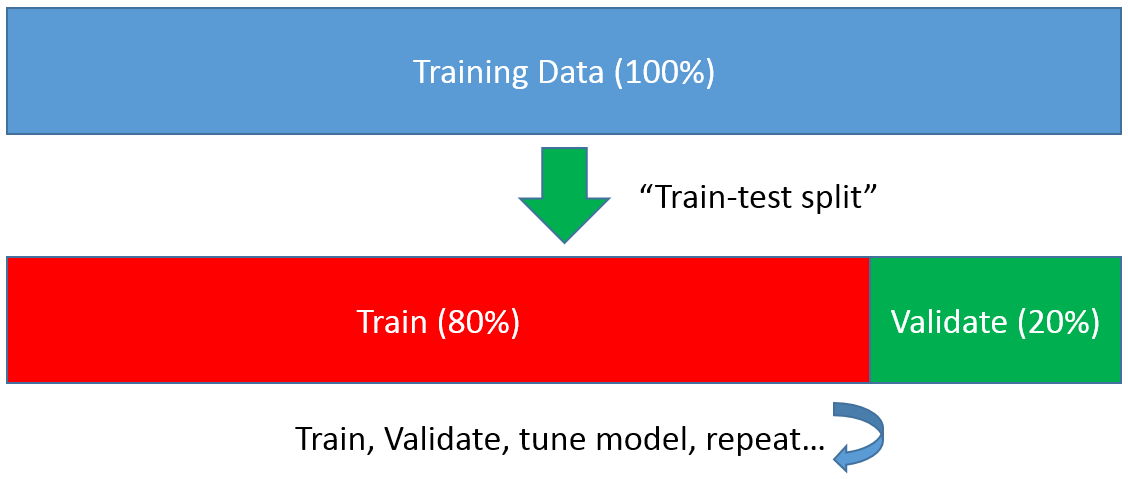 Training Data (100%)
“Train-test split”
Train (80%)
Validate (20%)
Train, Validate, tune model, repeat…